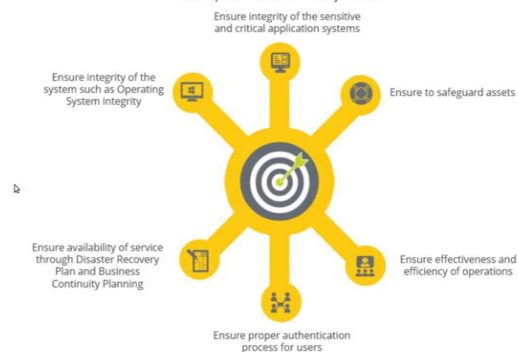 Ensure integrity of the sensitive
and critical application systems
Ensure integrity of the
system such as Operating
System integrity
Ensure to safeguard assets
Ensure availability of service
through Disaster Recovery
Plan and Business
Continuity Planning
Ensure effectiveness and
efficiency of operations
Ensure proper authentication
process for users